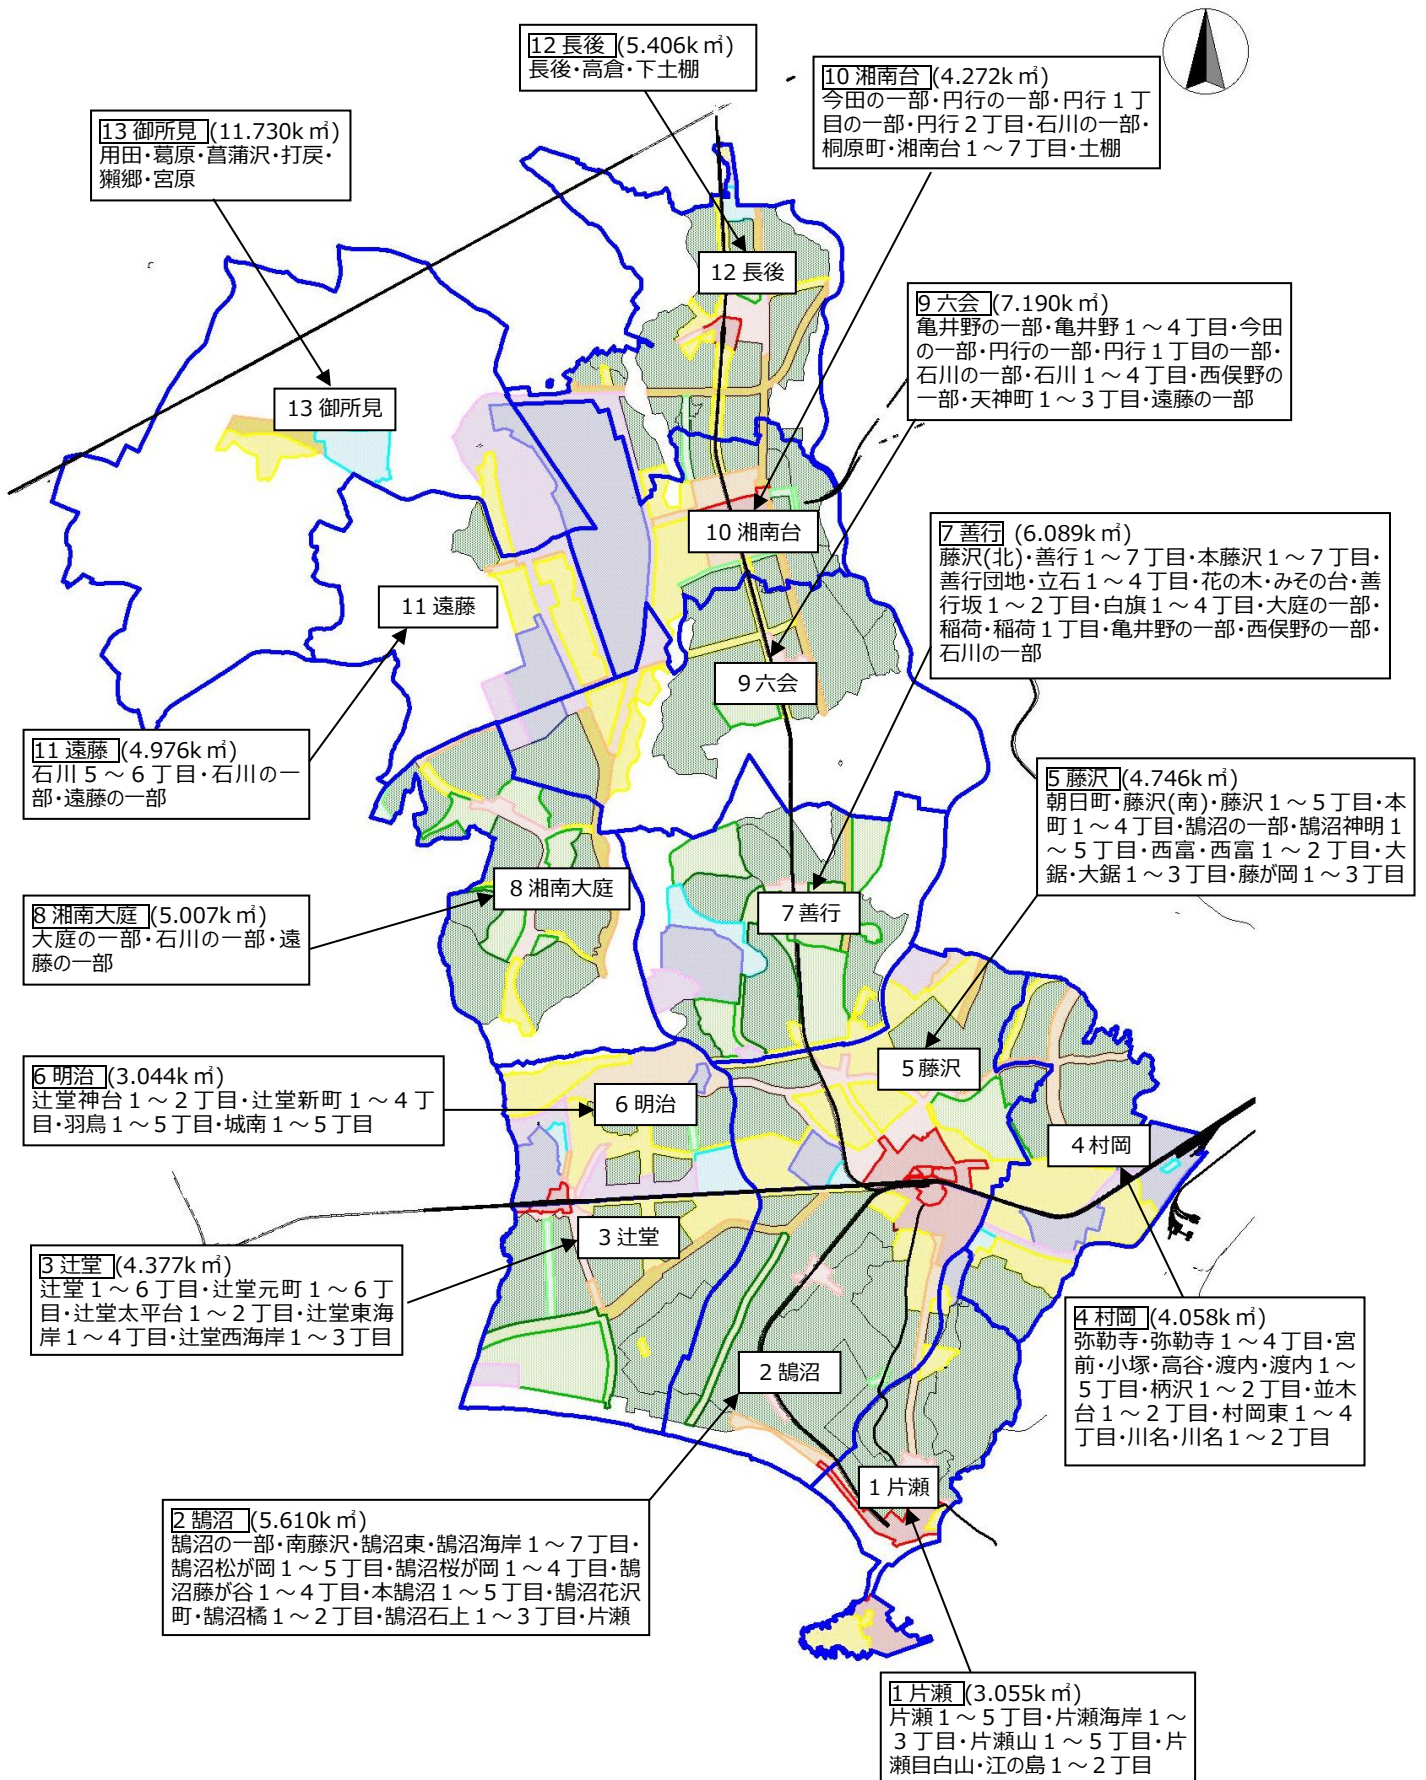 12 長後 (5.406k㎡)
長後・高倉・下土棚
10 湘南台 (4.272k㎡)
今田の一部・円行の一部・円行１丁
目の一部・円行２丁目・石川の一部・
桐原町・湘南台１～７丁目・土棚
13 御所見 (11.730k㎡)
用田・葛原・菖蒲沢・打戻・
獺郷・宮原
12 長後
9 六会 (7.190k㎡)
亀井野の一部・亀井野１～４丁目・今田
の一部・円行の一部・円行１丁目の一部・
石川の一部・石川１～４丁目・西俣野の
一部・天神町１～３丁目・遠藤の一部
13 御所見
10 湘南台
7 善行 (6.089k㎡)
藤沢(北)・善行１～７丁目・本藤沢１～７丁目・
善行団地・立石１～４丁目・花の木・みその台・善
行坂１～２丁目・白旗１～４丁目・大庭の一部・
稲荷・稲荷１丁目・亀井野の一部・西俣野の一部・
石川の一部
11 遠藤
9 六会
11 遠藤 (4.976k㎡)
石川５～６丁目・石川の一
部・遠藤の一部
5 藤沢 (4.746k㎡)
朝日町・藤沢(南)・藤沢１～５丁目・本
町１～４丁目・鵠沼の一部・鵠沼神明１
～５丁目・西富・西富１～２丁目・大
鋸・大鋸１～３丁目・藤が岡１～３丁目
8 湘南大庭
7 善行
8 湘南大庭 (5.007k㎡)
大庭の一部・石川の一部・遠
藤の一部
5 藤沢
6 明治 (3.044k㎡)
辻堂神台１～２丁目・辻堂新町１～４丁
目・羽鳥１～５丁目・城南１～５丁目
6 明治
4 村岡
3 辻堂
3 辻堂 (4.377k㎡)
辻堂１～６丁目・辻堂元町１～６丁
目・辻堂太平台１～２丁目・辻堂東海
岸１～４丁目・辻堂西海岸１～３丁目
4 村岡 (4.058k㎡)
弥勒寺・弥勒寺１～４丁目・宮
前・小塚・高谷・渡内・渡内１～
５丁目・柄沢１～２丁目・並木
台１～２丁目・村岡東１～４
丁目・川名・川名１～２丁目
2 鵠沼
1 片瀬
2 鵠沼 (5.610k㎡)
鵠沼の一部・南藤沢・鵠沼東・鵠沼海岸１～７丁目・
鵠沼松が岡１～５丁目・鵠沼桜が岡１～４丁目・鵠
沼藤が谷１～４丁目・本鵠沼１～５丁目・鵠沼花沢
町・鵠沼橘１～２丁目・鵠沼石上１～３丁目・片瀬
1 片瀬 (3.055k㎡)
片瀬１～５丁目・片瀬海岸１～
３丁目・片瀬山１～５丁目・片
瀬目白山・江の島１～２丁目